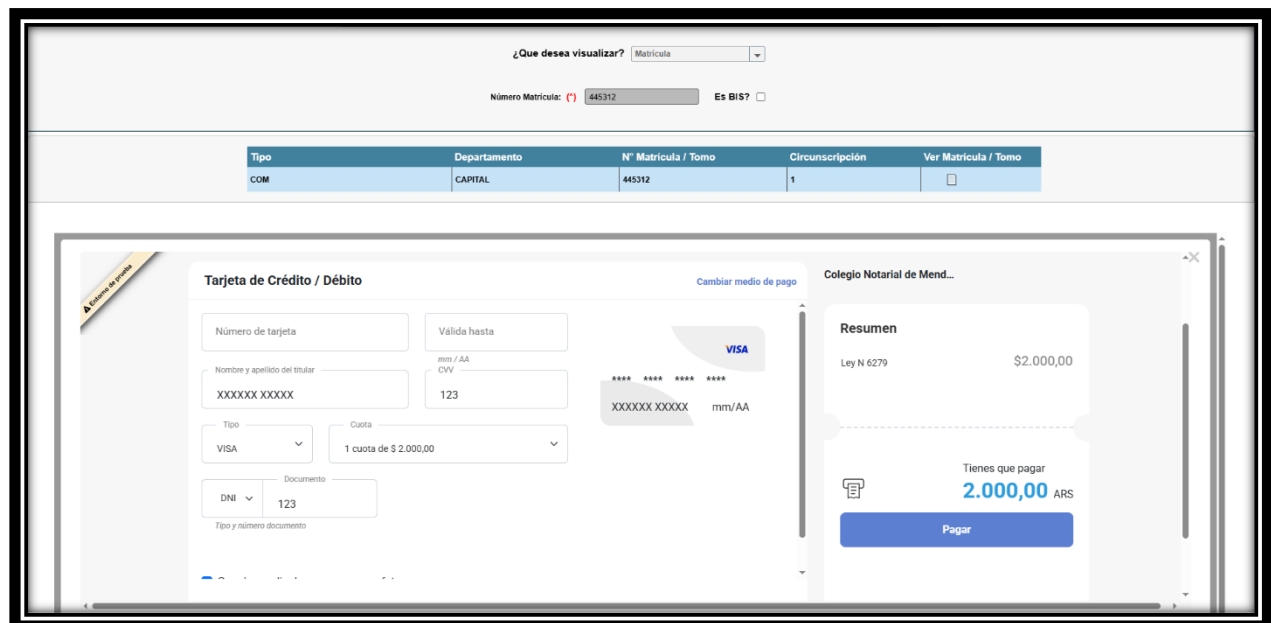 ¿Que desea visualizar? Matrícula
Número Matrícula: (*) 445312 Es BIS?
Tipo Departamento N° Matrícula / Tomo Circunscripción Ver Matrícula / Tomo
COM CAPITAL 445312 1
Entorno de prueba
Tarjeta de Crédito / Débito Cambiar medio de pago
Número de tarjeta Válida hasta
mm / AA
Nombre y apellido del titular CVV
XXXXXX XXXXX 123
Tipo Cuota
VISA 1 cuota de $ 2.000,00
Documento
DNI 123
Tipo y número documento
VISA
**** **** **** ****
XXXXXX XXXXX mm/AA
Colegio Notarial de Mend...
Resumen
Ley N 6279 $2.000,00
Tienes que pagar
2.000,00 ARS
Pagar